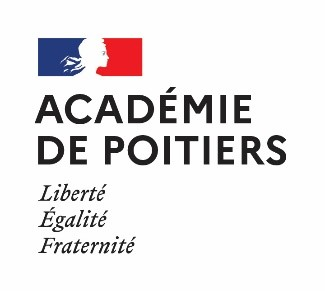 ACADÉMIE
DE POITIERS
Liberté
Égalité
Fraternité